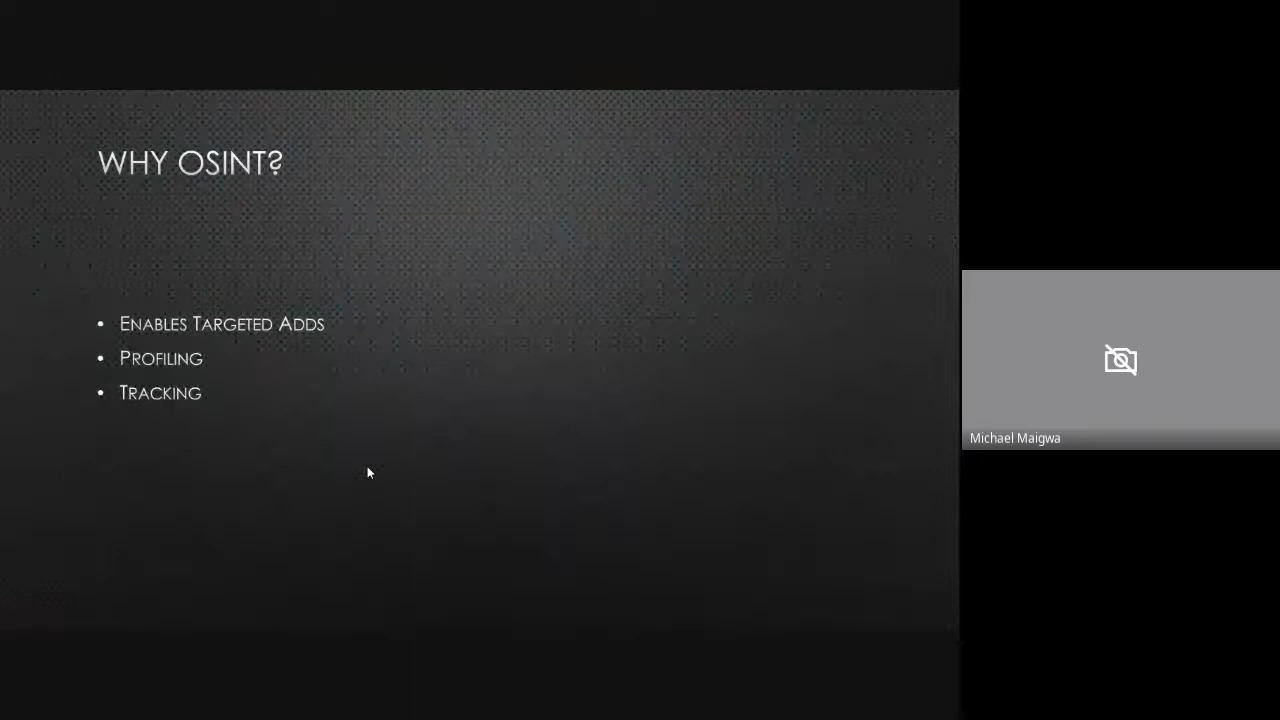 WHY OSINT?
• ENABLES TARGETED ADDS
• PROFILING
• TRACKING
Michael Maigwa